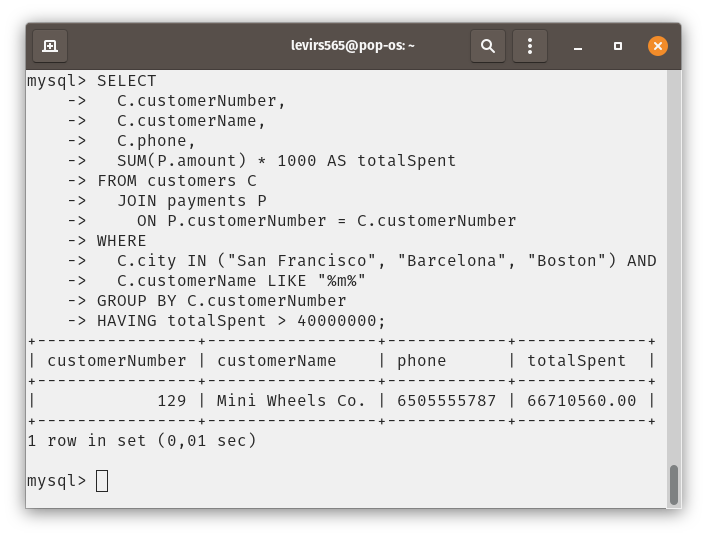 levirs565@pop-os: ~
mysql> SELECT
    ->   C.customerNumber,
    ->   C.customerName,
    ->   C.phone,
    ->   SUM(P.amount) * 1000 AS totalSpent
    -> FROM customers C
    ->   JOIN payments P
    ->     ON P.customerNumber = C.customerNumber
    -> WHERE
    ->   C.city IN ("San Francisco", "Barcelona", "Boston") AND
    ->   C.customerName LIKE "%m%"
    -> GROUP BY C.customerNumber
    -> HAVING totalSpent > 40000000;
+----------------+-----------------+------------+-------------+
| customerNumber | customerName    | phone      | totalSpent  |
+----------------+-----------------+------------+-------------+
|            129 | Mini Wheels Co. | 6505555787 | 66710560.00 |
+----------------+-----------------+------------+-------------+
1 row in set (0,01 sec)
mysql>